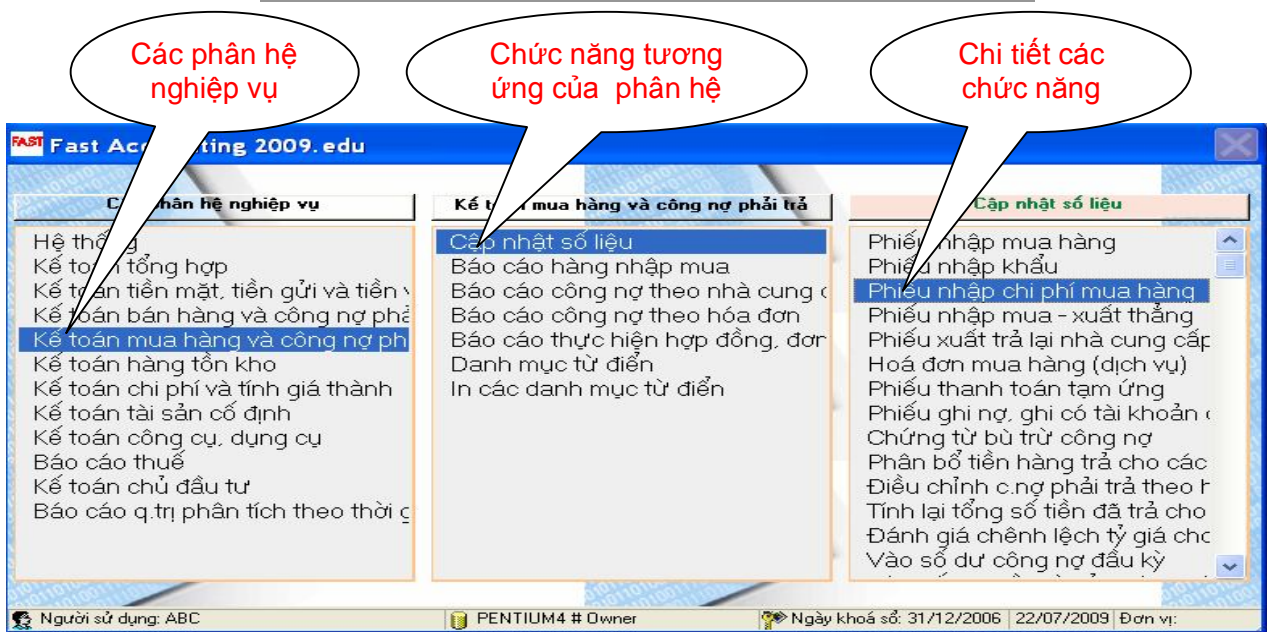 Các phân hệ
nghiệp vụ
Chức năng tương
ứng của phân hệ
Chi tiết các
chức năng
FAST Fast Accounting 2009.edu
Các phân hệ nghiệp vụ
Kế toán mua hàng và công nợ phải trả
Cập nhật số liệu
Hệ thống
Kế toán tổng hợp
Kế toán tiền mặt, tiền gửi và tiền v
Kế toán bán hàng và công nợ phả
Kế toán mua hàng và công nợ ph
Kế toán hàng tồn kho
Kế toán chi phí và tính giá thành
Kế toán tài sản cố định
Kế toán công cụ, dụng cụ
Báo cáo thuế
Kế toán chủ đầu tư
Báo cáo q.trị phân tích theo thời g
Cập nhật số liệu
Báo cáo hàng nhập mua
Báo cáo công nợ theo nhà cung c
Báo cáo công nợ theo hóa đơn
Báo cáo thực hiện hợp đồng, đơn
Danh mục từ điển
In các danh mục từ điển
Phiếu nhập mua hàng
Phiếu nhập khẩu
Phiếu nhập chi phí mua hàng
Phiếu nhập mua - xuất thẳng
Phiếu xuất trả lại nhà cung cấp
Hoá đơn mua hàng (dịch vụ)
Phiếu thanh toán tạm ứng
Phiếu ghi nợ, ghi có tài khoản c
Chứng từ bù trừ công nợ
Phân bổ tiền hàng trả cho các
Điều chỉnh c.nợ phải trả theo h
Tính lại tổng số tiền đã trả cho
Đánh giá chênh lệch tỷ giá cho
Vào số dư công nợ đầu kỳ
Người sử dụng: ABC
PENTIUM4 # Owner
Ngày khoá sổ: 31/12/2006
22/07/2009
Đơn vị: